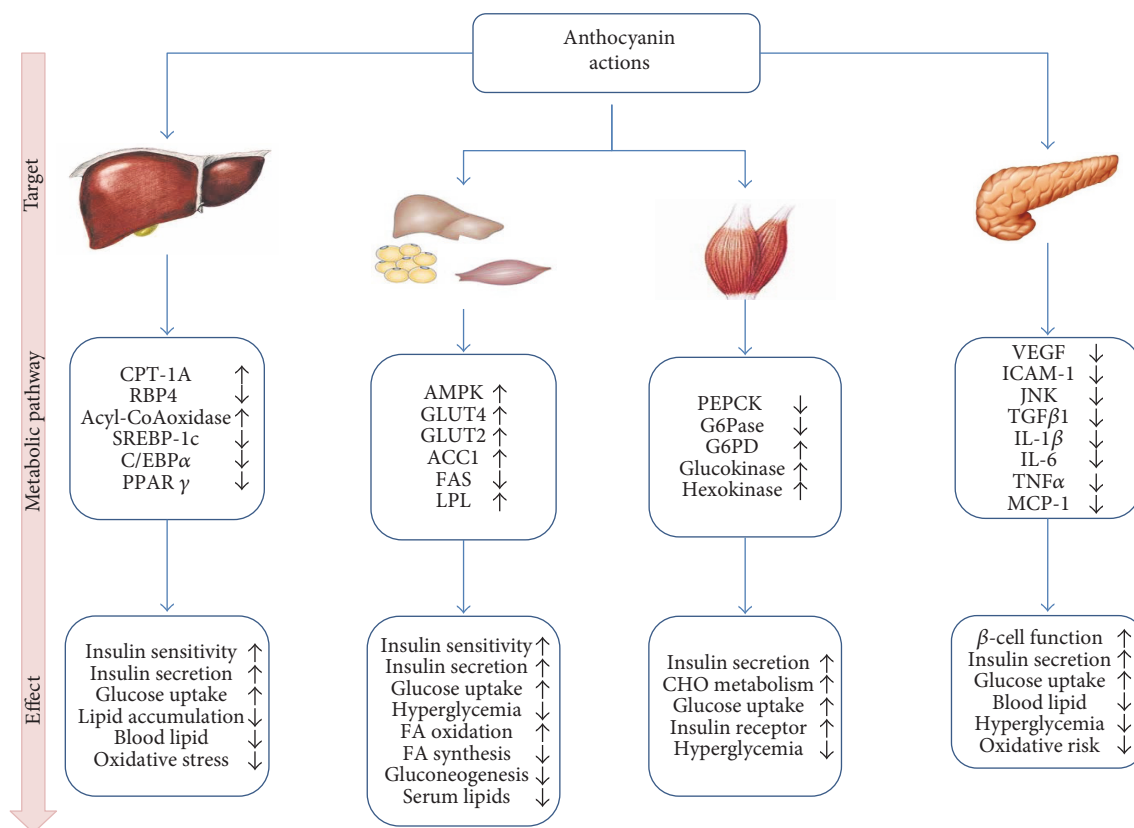 Anthocyanin
actions
Target
Metabolic pathway
Effect
CPT-1A ↑
RBP4 ↓
Acyl-CoAoxidase ↑
SREBP-1c ↓
C/EBPα ↓
PPAR γ ↓
AMPK ↑
GLUT4 ↑
GLUT2 ↑
ACC1 ↑
FAS ↓
LPL ↑
PEPCK ↓
G6Pase ↓
G6PD ↑
Glucokinase ↑
Hexokinase ↑
VEGF ↓
ICAM-1 ↓
JNK ↓
TGFβ1 ↓
IL-1β ↓
IL-6 ↓
TNFα ↓
MCP-1 ↓
Insulin sensitivity ↑
Insulin secretion ↑
Glucose uptake ↑
Lipid accumulation ↓
Blood lipid ↓
Oxidative stress ↓
Insulin sensitivity ↑
Insulin secretion ↑
Glucose uptake ↑
Hyperglycemia ↓
FA oxidation ↑
FA synthesis ↓
Gluconeogenesis ↓
Serum lipids ↓
Insulin secretion ↑
CHO metabolism ↑
Glucose uptake ↑
Insulin receptor ↑
Hyperglycemia ↓
β-cell function ↑
Insulin secretion ↑
Glucose uptake ↑
Blood lipid ↓
Hyperglycemia ↓
Oxidative risk ↓